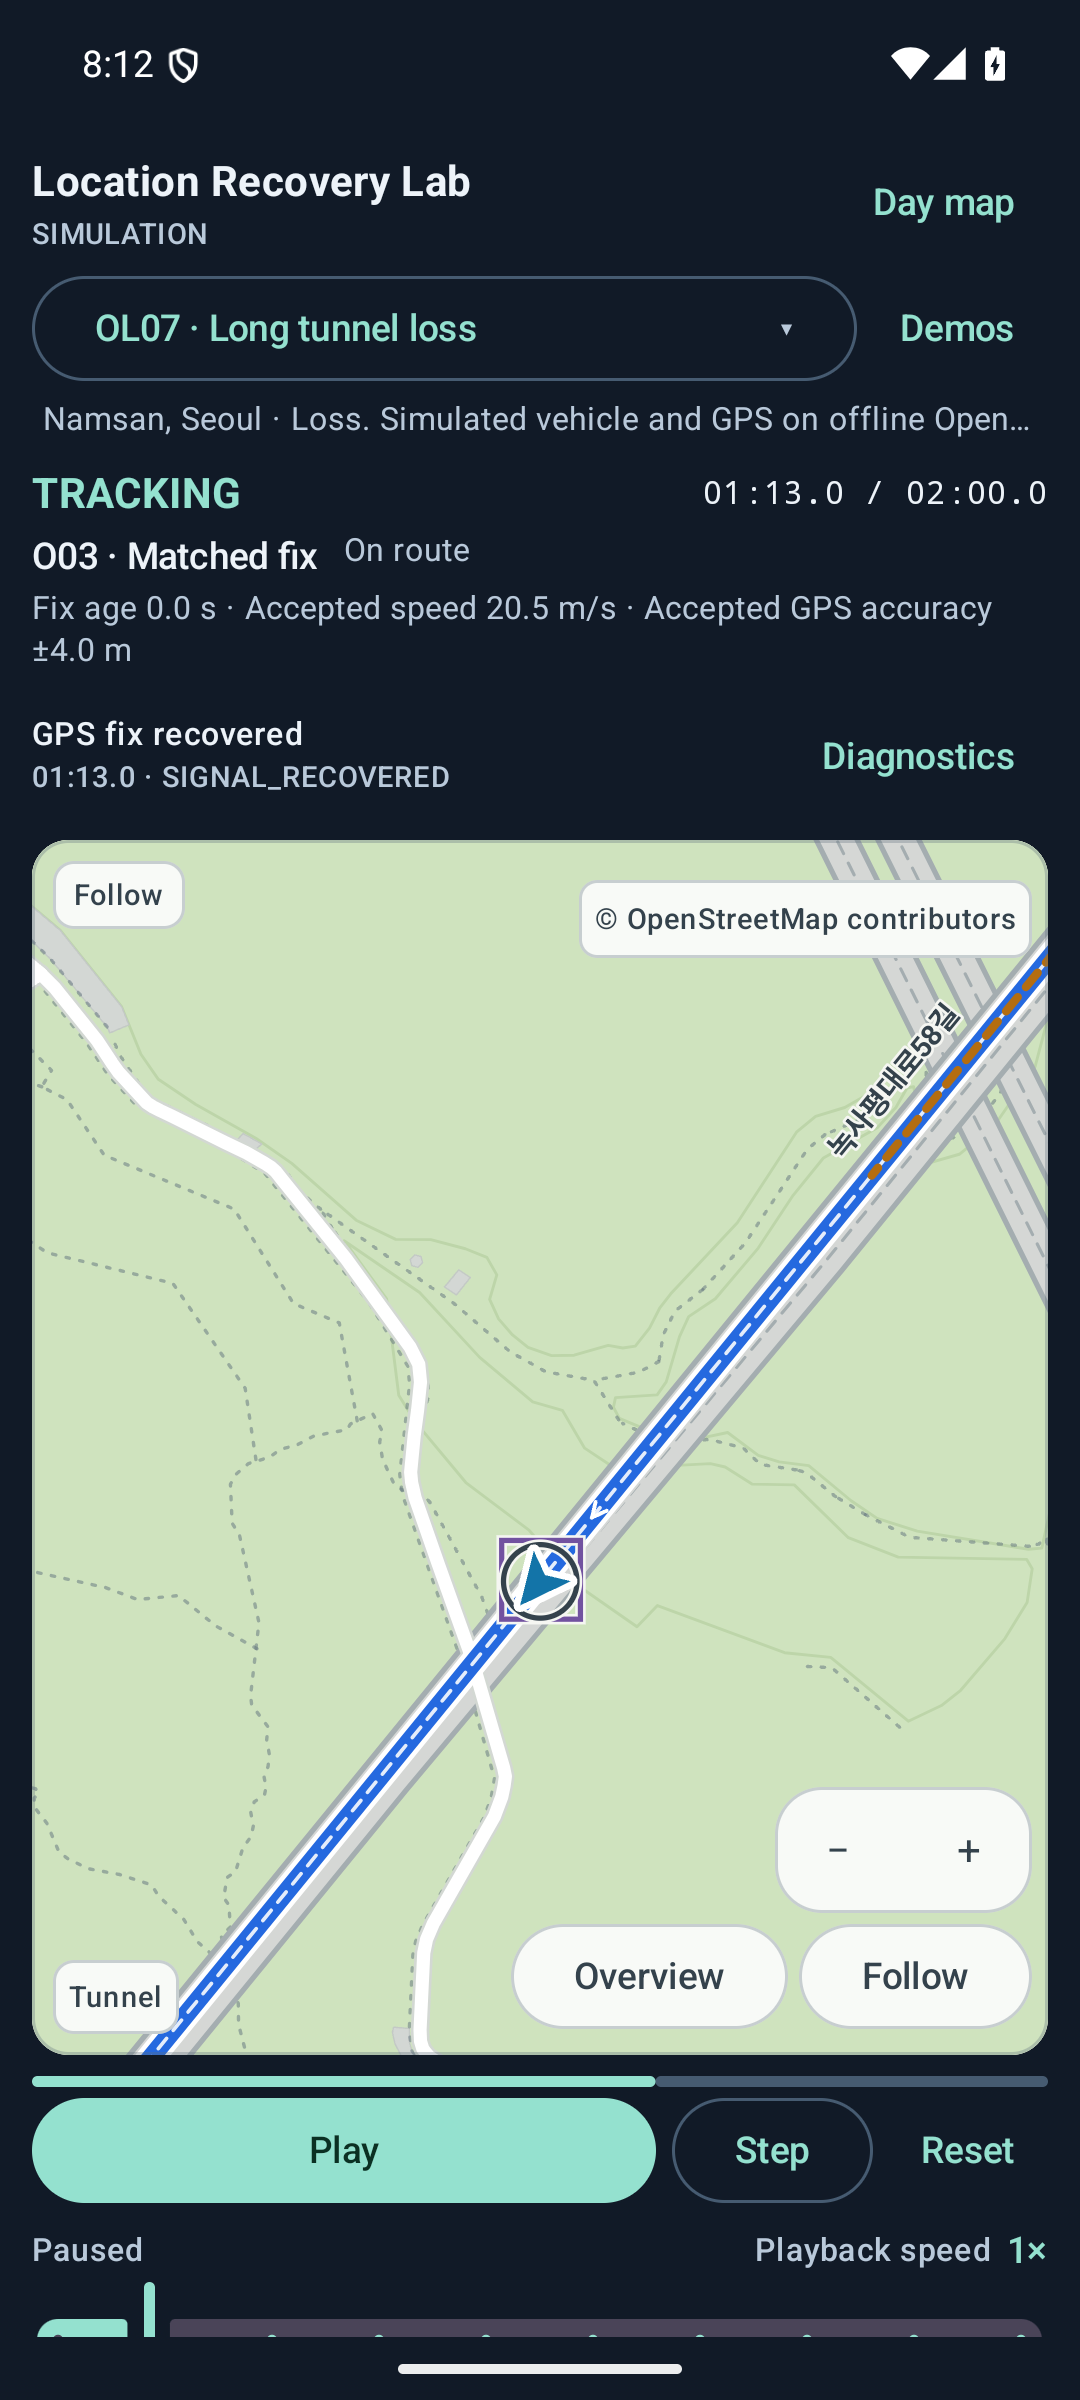 8:12
Location Recovery Lab
SIMULATION
Day map
OL07 · Long tunnel loss ▾
Demos
Namsan, Seoul · Loss. Simulated vehicle and GPS on offline Open…
TRACKING
01:13.0 / 02:00.0
O03 · Matched fix On route
Fix age 0.0 s · Accepted speed 20.5 m/s · Accepted GPS accuracy
±4.0 m
GPS fix recovered
01:13.0 · SIGNAL_RECOVERED
Diagnostics
Follow
© OpenStreetMap contributors
녹사평대로58길
− +
Tunnel
Overview
Follow
Play
Step
Reset
Paused
Playback speed 1×